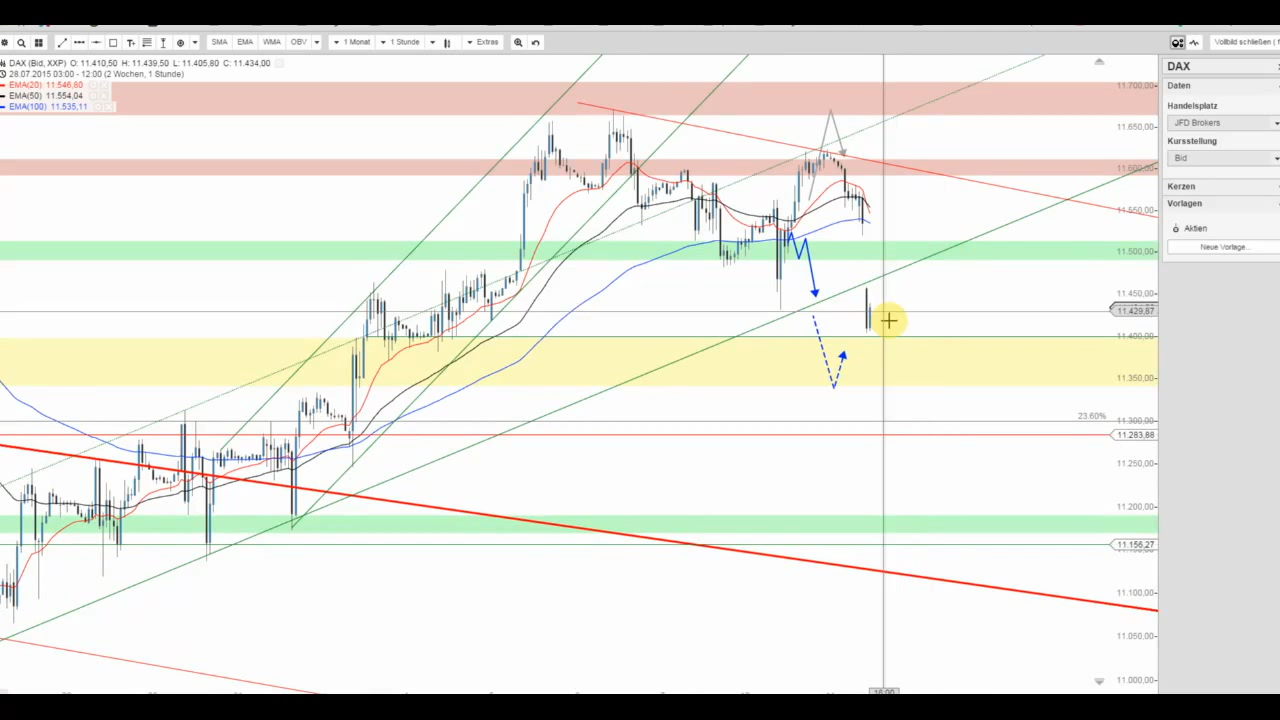 SMA EMA WMA OBV 1 Monat 1 Stunde Extras Vollbild schließen (
DAX (Bid, XXP) O: 11.410,50 H: 11.439,50 L: 11.405,80 C: 11.434,00
28.07.2015 03:00 - 12:00 (2 Wochen, 1 Stunde)
EMA(20) 11.546,60
EMA(50) 11.554,04
EMA(100) 11.535,11
11.700,00
11.650,00
11.600,00
11.550,00
11.500,00
11.450,00
11.429,87
11.400,00
11.350,00
23.60%
11.300,00
11.283,88
11.250,00
11.200,00
11.156,27
11.100,00
11.050,00
11.000,00
DAX
Daten
Handelsplatz
JFD Brokers
Kursstellung
Bid
Kerzen
Vorlagen
Aktien
Neue Vorlage...